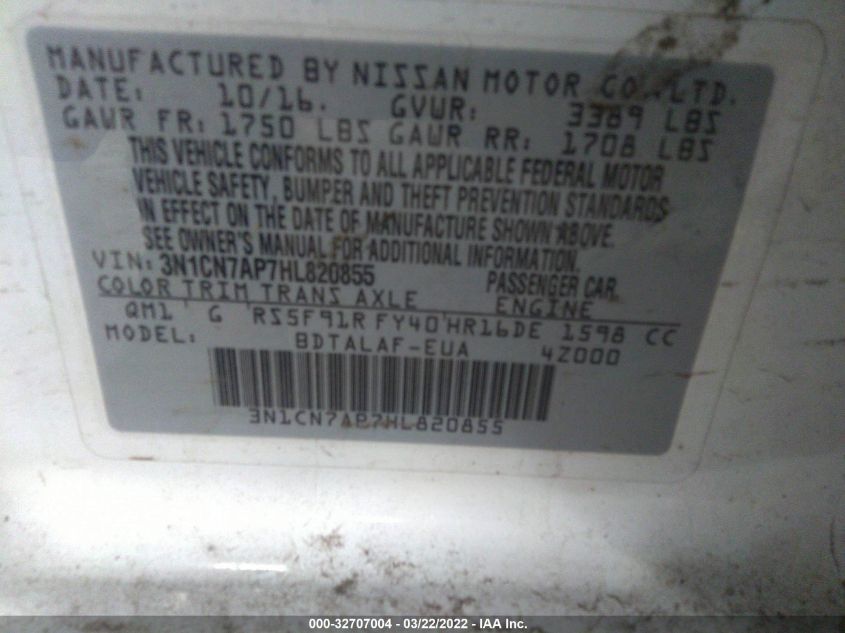 MANUFACTURED BY NISSAN MOTOR CO.,LTD.
DATE: 10/16. GVWR: 3389 LBS
GAWR FR: 1750 LBS GAWR RR: 1708 LBS
THIS VEHICLE CONFORMS TO ALL APPLICABLE FEDERAL MOTOR
VEHICLE SAFETY, BUMPER AND THEFT PREVENTION STANDARDS
IN EFFECT ON THE DATE OF MANUFACTURE SHOWN ABOVE.
SEE OWNER'S MANUAL FOR ADDITIONAL INFORMATION.
VIN: 3N1CN7AP7HL820855 PASSENGER CAR
COLOR TRIM TRANS AXLE ENGINE
QM1 G RS5F91R FY40 HR16DE 1598 CC
MODEL: BDTALAF-EUA 4Z000
3N1CN7AP7HL820855
000-32707004 - 03/22/2022 - IAA Inc.